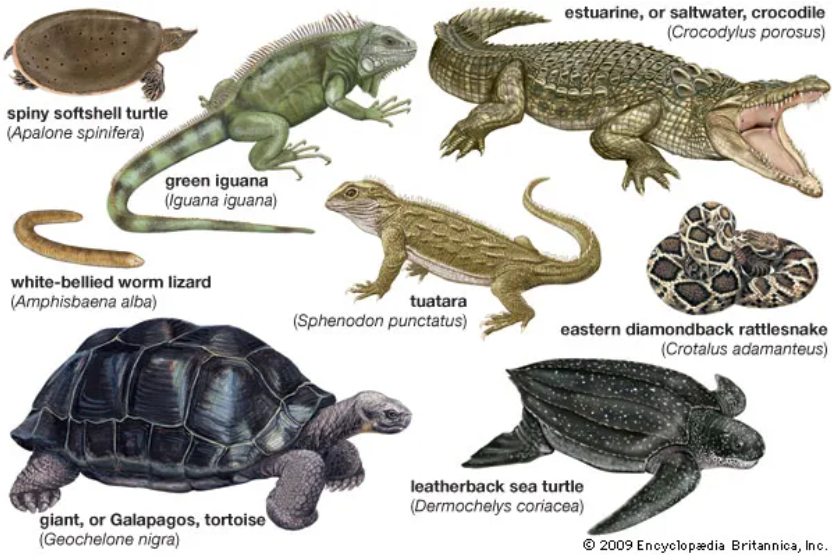 estuarine, or saltwater, crocodile
(Crocodylus porosus)
spiny softshell turtle
(Apalone spinifera)
green iguana
(Iguana iguana)
white-bellied worm lizard
(Amphisbaena alba)
tuatara
(Sphenodon punctatus)
eastern diamondback rattlesnake
(Crotalus adamanteus)
leatherback sea turtle
(Dermochelys coriacea)
giant, or Galapagos, tortoise
(Geochelone nigra)
© 2009 Encyclopædia Britannica, Inc.